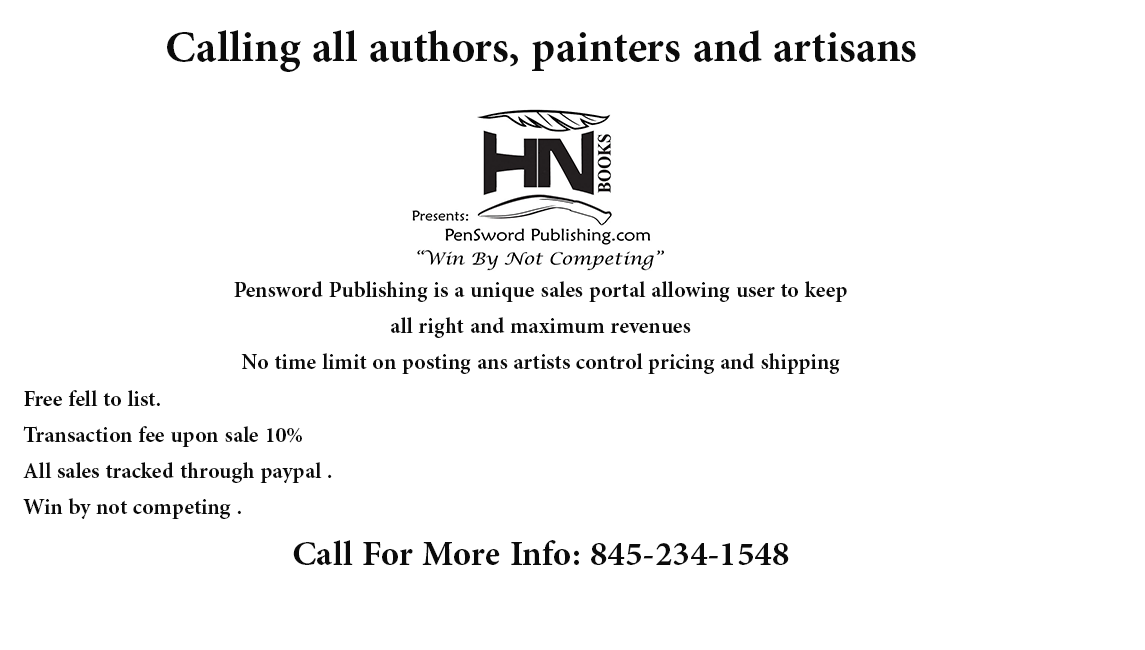 Calling all authors, painters and artisans
HN
BOOKS
Presents:
PenSword Publishing.com
“Win By Not Competing”
Pensword Publishing is a unique sales portal allowing user to keep
all right and maximum revenues
No time limit on posting ans artists control pricing and shipping
Free fell to list.
Transaction fee upon sale 10%
All sales tracked through paypal .
Win by not competing .
Call For More Info: 845-234-1548